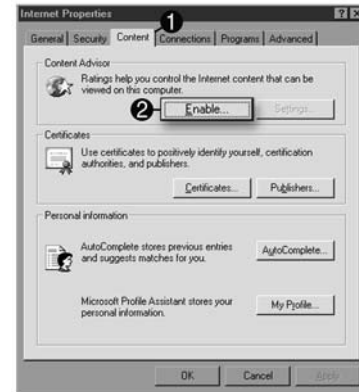 Internet Properties
1
General Security Content Connections Programs Advanced
Content Advisor
Ratings help you control the Internet content that can be
viewed on this computer.
2 Enable... Settings...
Certificates
Use certificates to positively identify yourself, certification
authorities, and publishers.
Certificates... Publishers...
Personal information
AutoComplete stores previous entries
and suggests matches for you.
AutoComplete...
Microsoft Profile Assistant stores your
personal information.
My Profile...
OK Cancel Apply